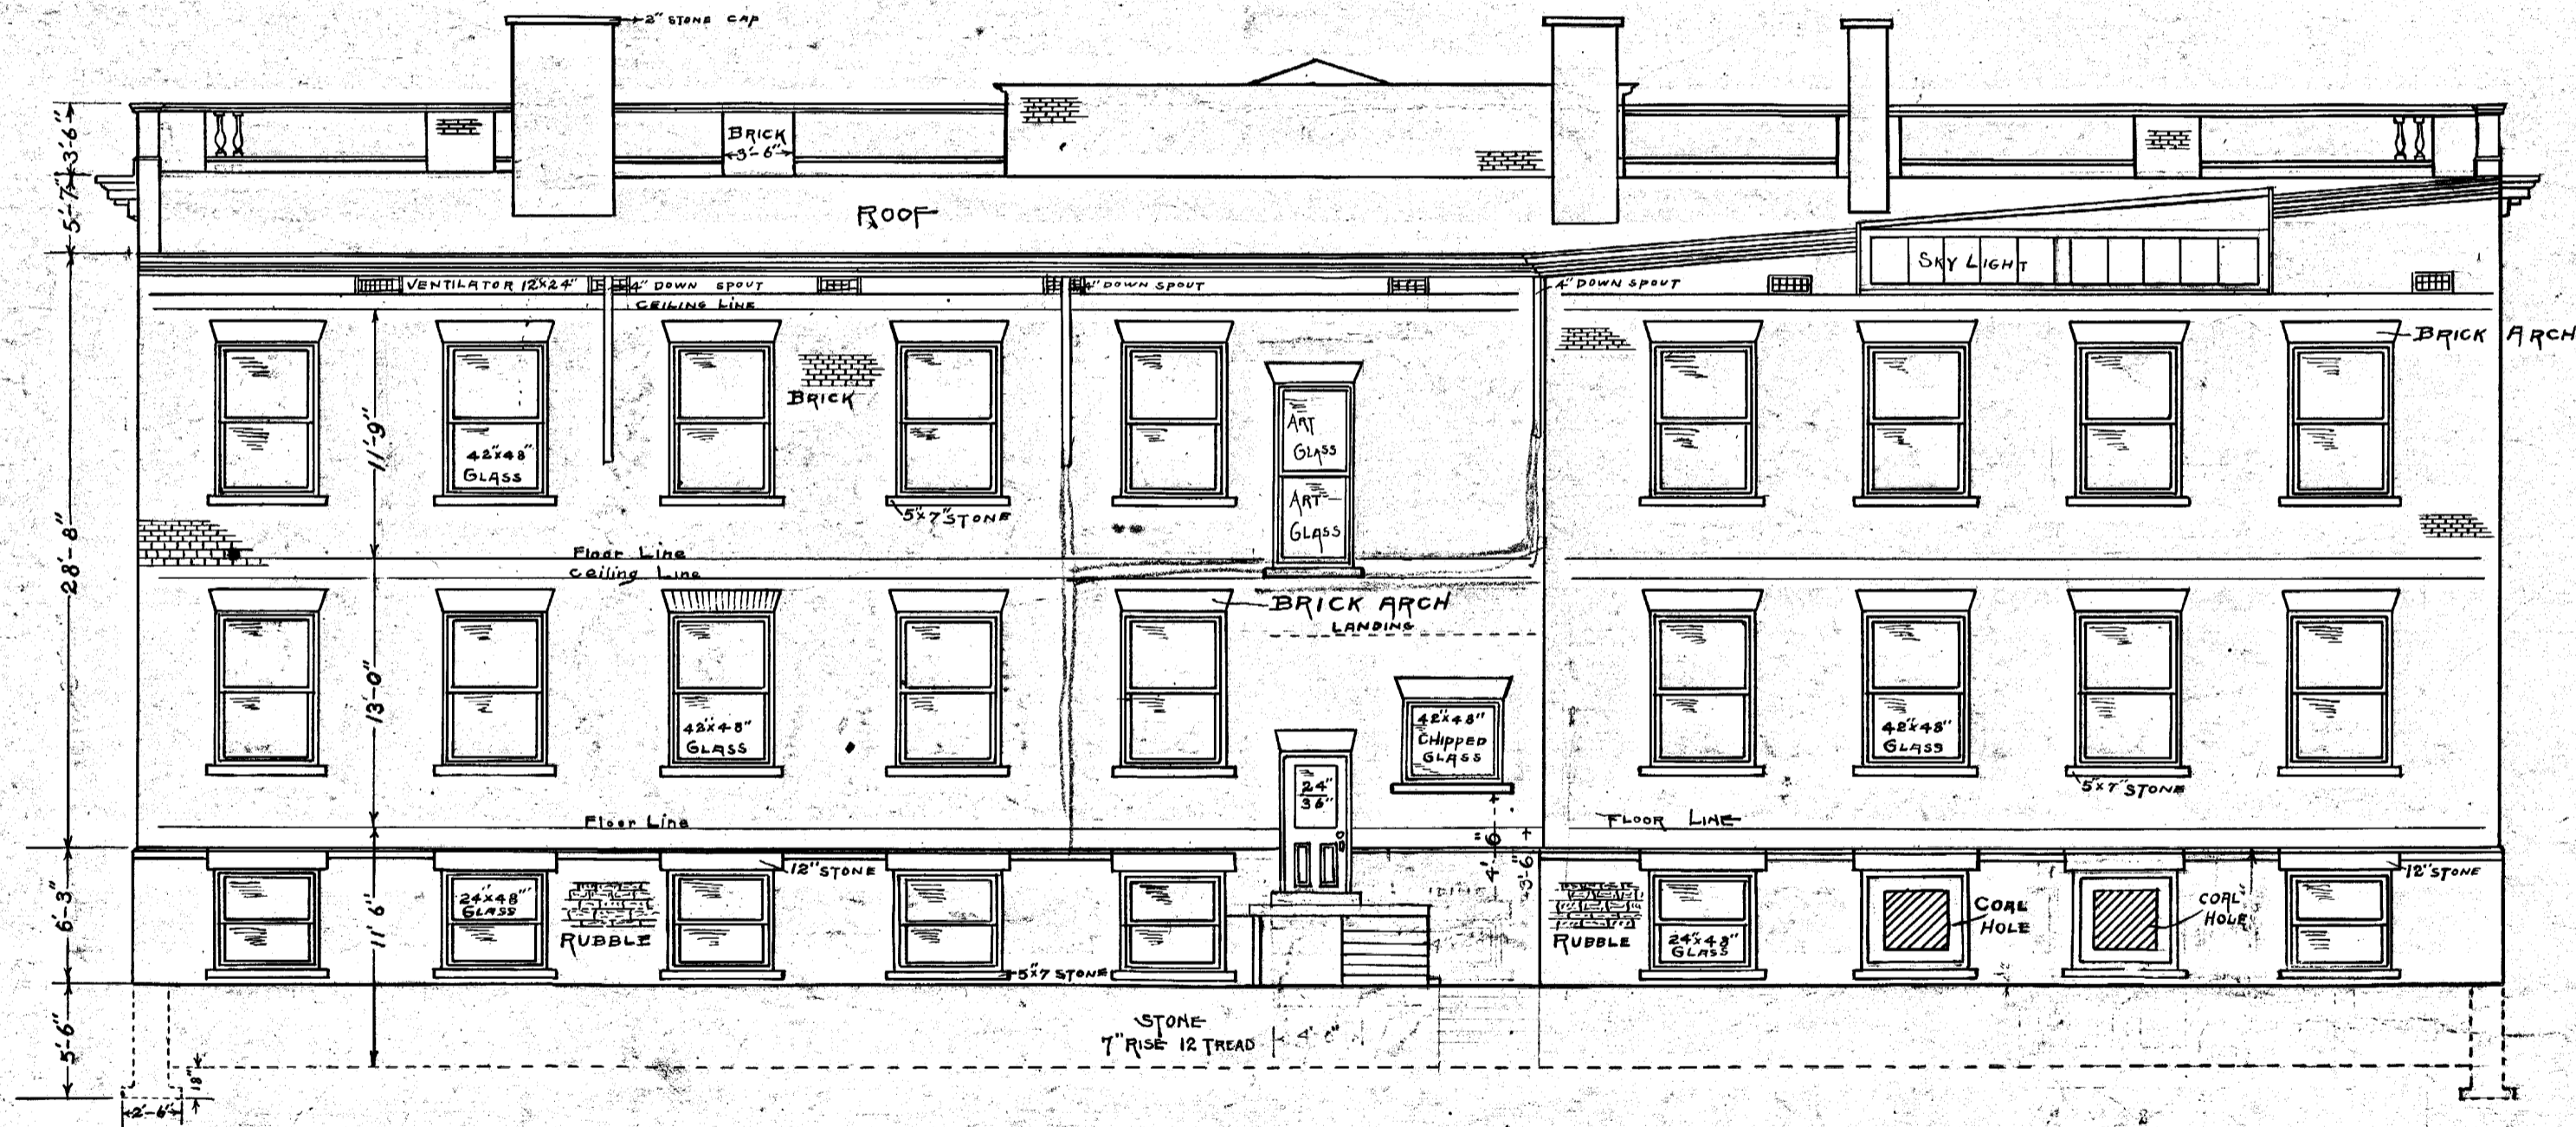 2" STONE CAP
3'-6"
BRICK
3'-6"
5'-7"
ROOF
SKY LIGHT
VENTILATOR 12"X24"
4" DOWN SPOUT
4" DOWN SPOUT
4" DOWN SPOUT
CEILING LINE
BRICK ARCH
BRICK
11'-9"
42"X48"
GLASS
ART
GLASS
ART
GLASS
5"X7" STONE
28'-8"
Floor Line
Ceiling Line
BRICK ARCH
LANDING
13'-0"
42"X48"
GLASS
42"X48"
CHIPPED
GLASS
42"X48"
GLASS
24"
36"
5"X7" STONE
Floor Line
FLOOR LINE
12" STONE
12" STONE
4'-6"
3'-6"
6'-3"
11'6"
24"X48"
GLASS
RUBBLE
RUBBLE
24"X48"
GLASS
COAL
HOLE
COAL
HOLE
5"X7 STONE
5'-6"
STONE
7" RISE 12 TREAD
18"
2'-6"